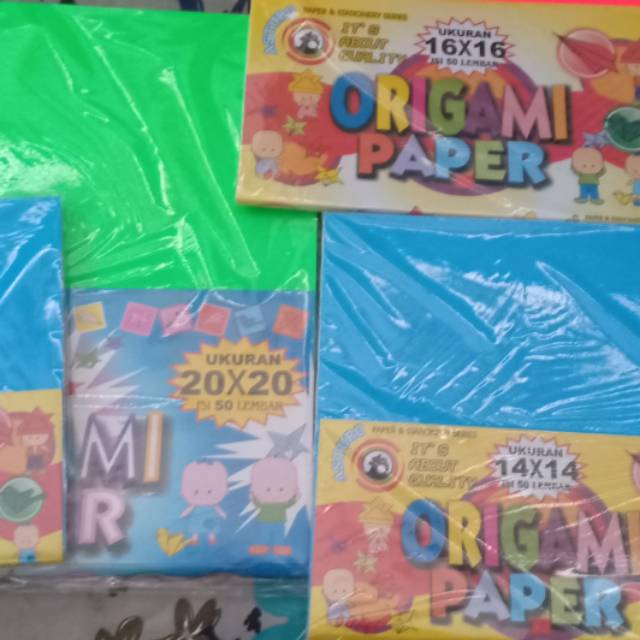 PAPER & STATIONERY SERIES
IT'S
ABOUT
QUALITY
UKURAN
16X16
ISI 50 LEMBAR
ORIGAMI
PAPER
UKURAN
20X20
ISI 50 LEMBAR
MI
R
PAPER & STATIONERY SERIES
IT'S
ABOUT
QUALITY
UKURAN
14X14
ISI 50 LEMBAR
ORIGAMI
PAPER